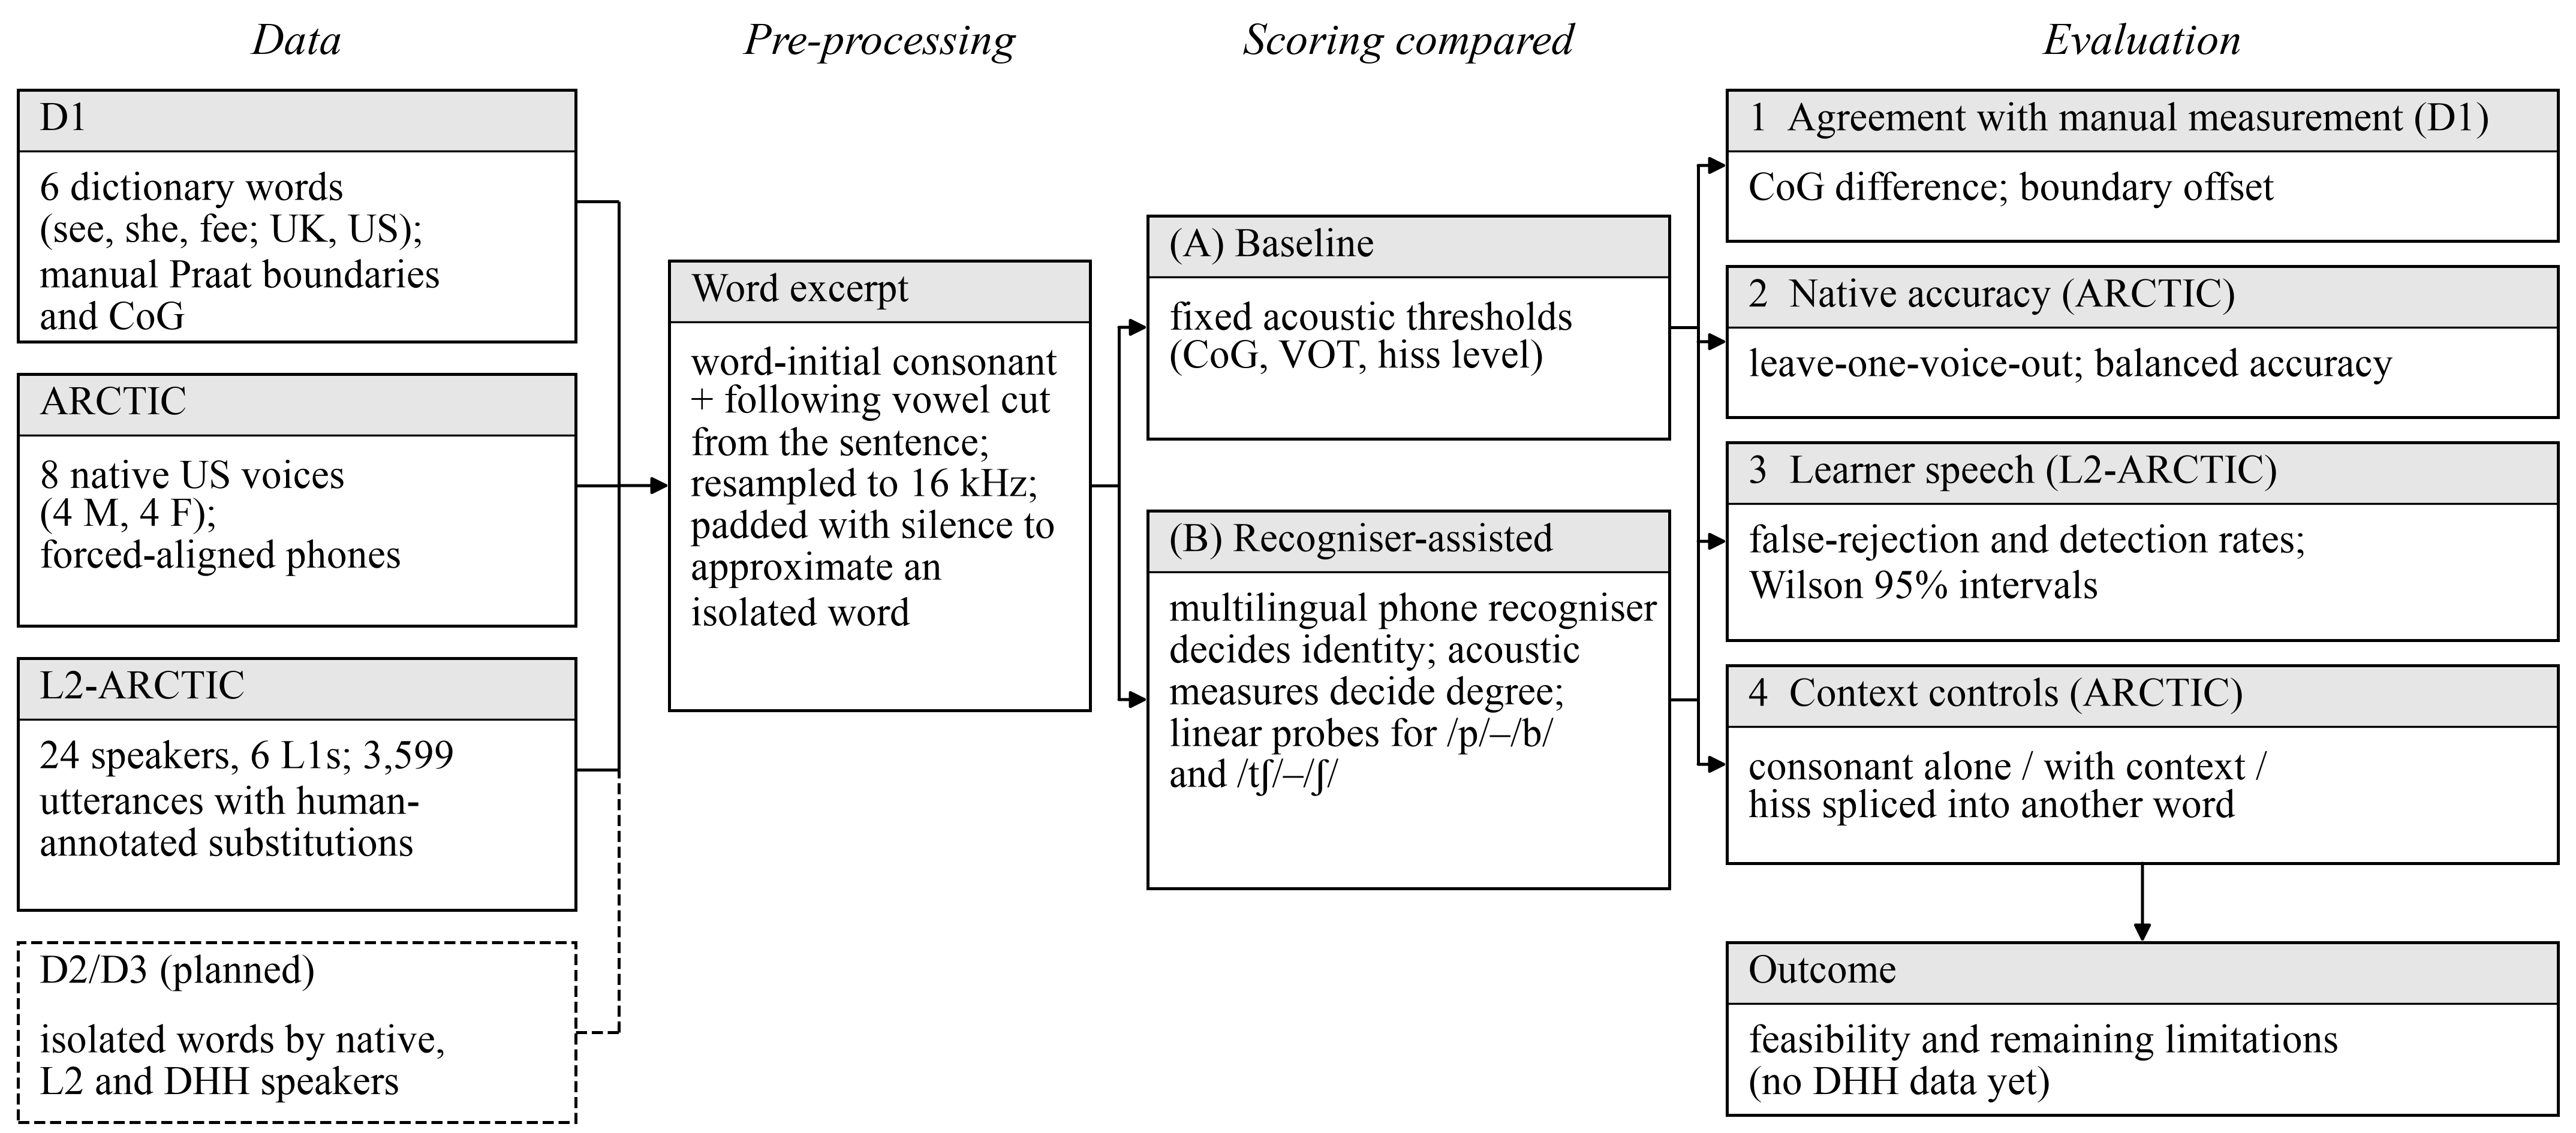 Data
Pre-processing
Scoring compared
Evaluation
D1
6 dictionary words
(see, she, fee; UK, US);
manual Praat boundaries
and CoG
ARCTIC
8 native US voices
(4 M, 4 F);
forced-aligned phones
L2-ARCTIC
24 speakers, 6 L1s; 3,599
utterances with human-
annotated substitutions
D2/D3 (planned)
isolated words by native,
L2 and DHH speakers
Word excerpt
word-initial consonant
+ following vowel cut
from the sentence;
resampled to 16 kHz;
padded with silence to
approximate an
isolated word
(A) Baseline
fixed acoustic thresholds
(CoG, VOT, hiss level)
(B) Recogniser-assisted
multilingual phone recogniser
decides identity; acoustic
measures decide degree;
linear probes for /p/–/b/
and /tʃ/–/ʃ/
1 Agreement with manual measurement (D1)
CoG difference; boundary offset
2 Native accuracy (ARCTIC)
leave-one-voice-out; balanced accuracy
3 Learner speech (L2-ARCTIC)
false-rejection and detection rates;
Wilson 95% intervals
4 Context controls (ARCTIC)
consonant alone / with context /
hiss spliced into another word
Outcome
feasibility and remaining limitations
(no DHH data yet)